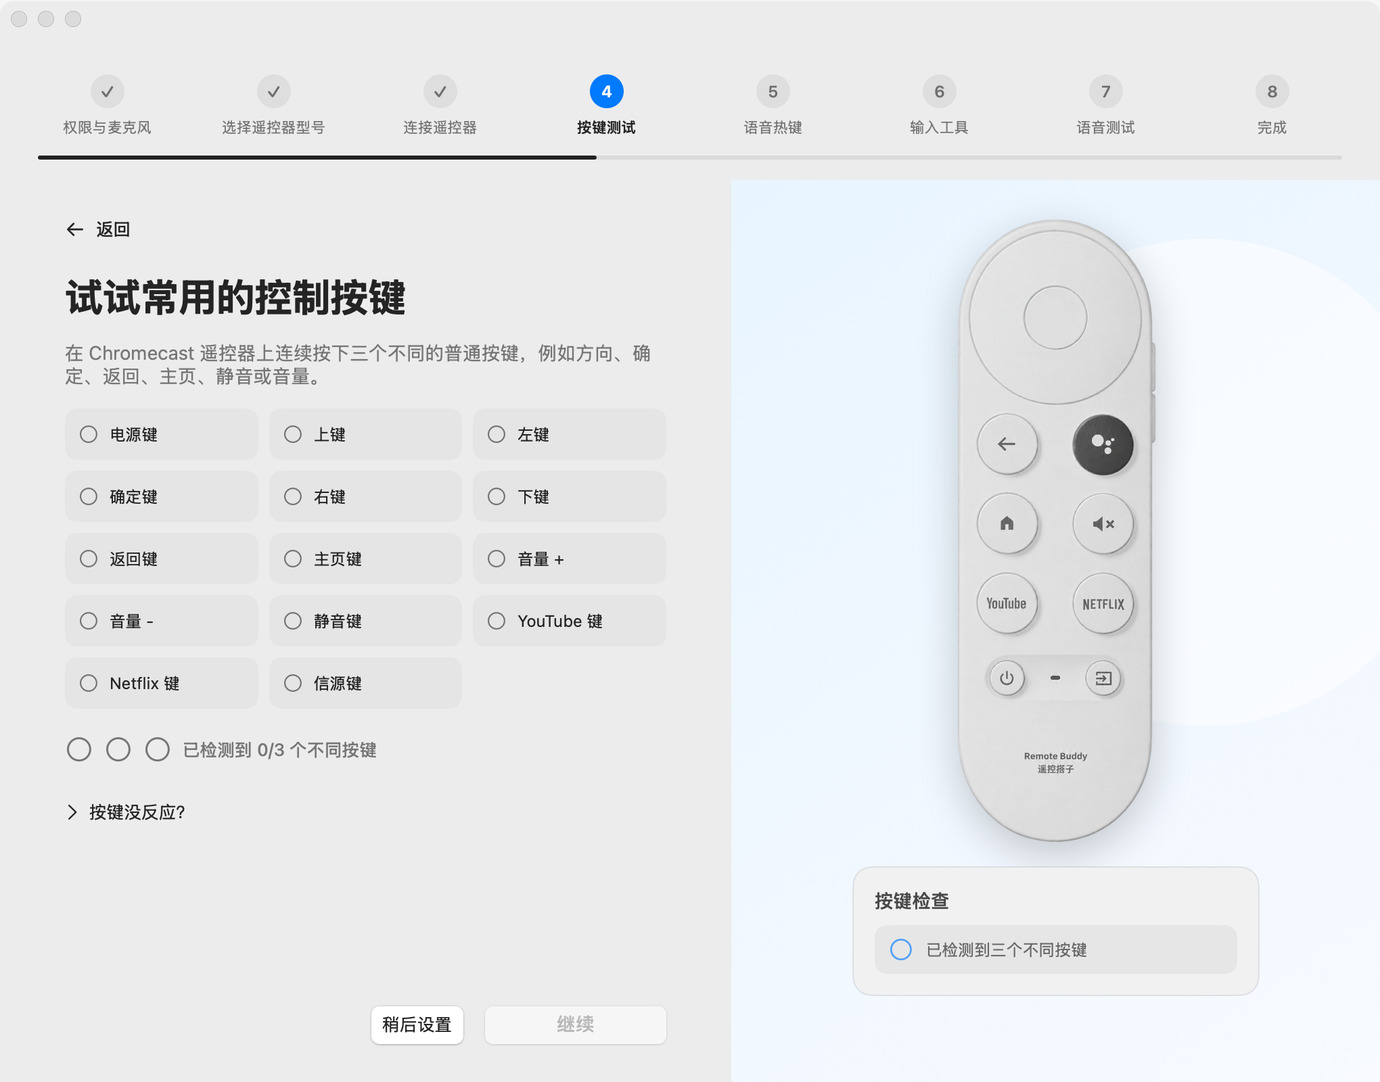 权限与麦克风
选择遥控器型号
连接遥控器
4
按键测试
5
语音热键
6
输入工具
7
语音测试
8
完成
返回
试试常用的控制按键
在 Chromecast 遥控器上连续按下三个不同的普通按键，例如方向、确
定、返回、主页、静音或音量。
电源键
上键
左键
确定键
右键
下键
返回键
主页键
音量 +
音量 -
静音键
YouTube 键
Netflix 键
信源键
已检测到 0/3 个不同按键
按键没反应?
稍后设置
继续
YouTube
NETFLIX
Remote Buddy
遥控搭子
按键检查
已检测到三个不同按键